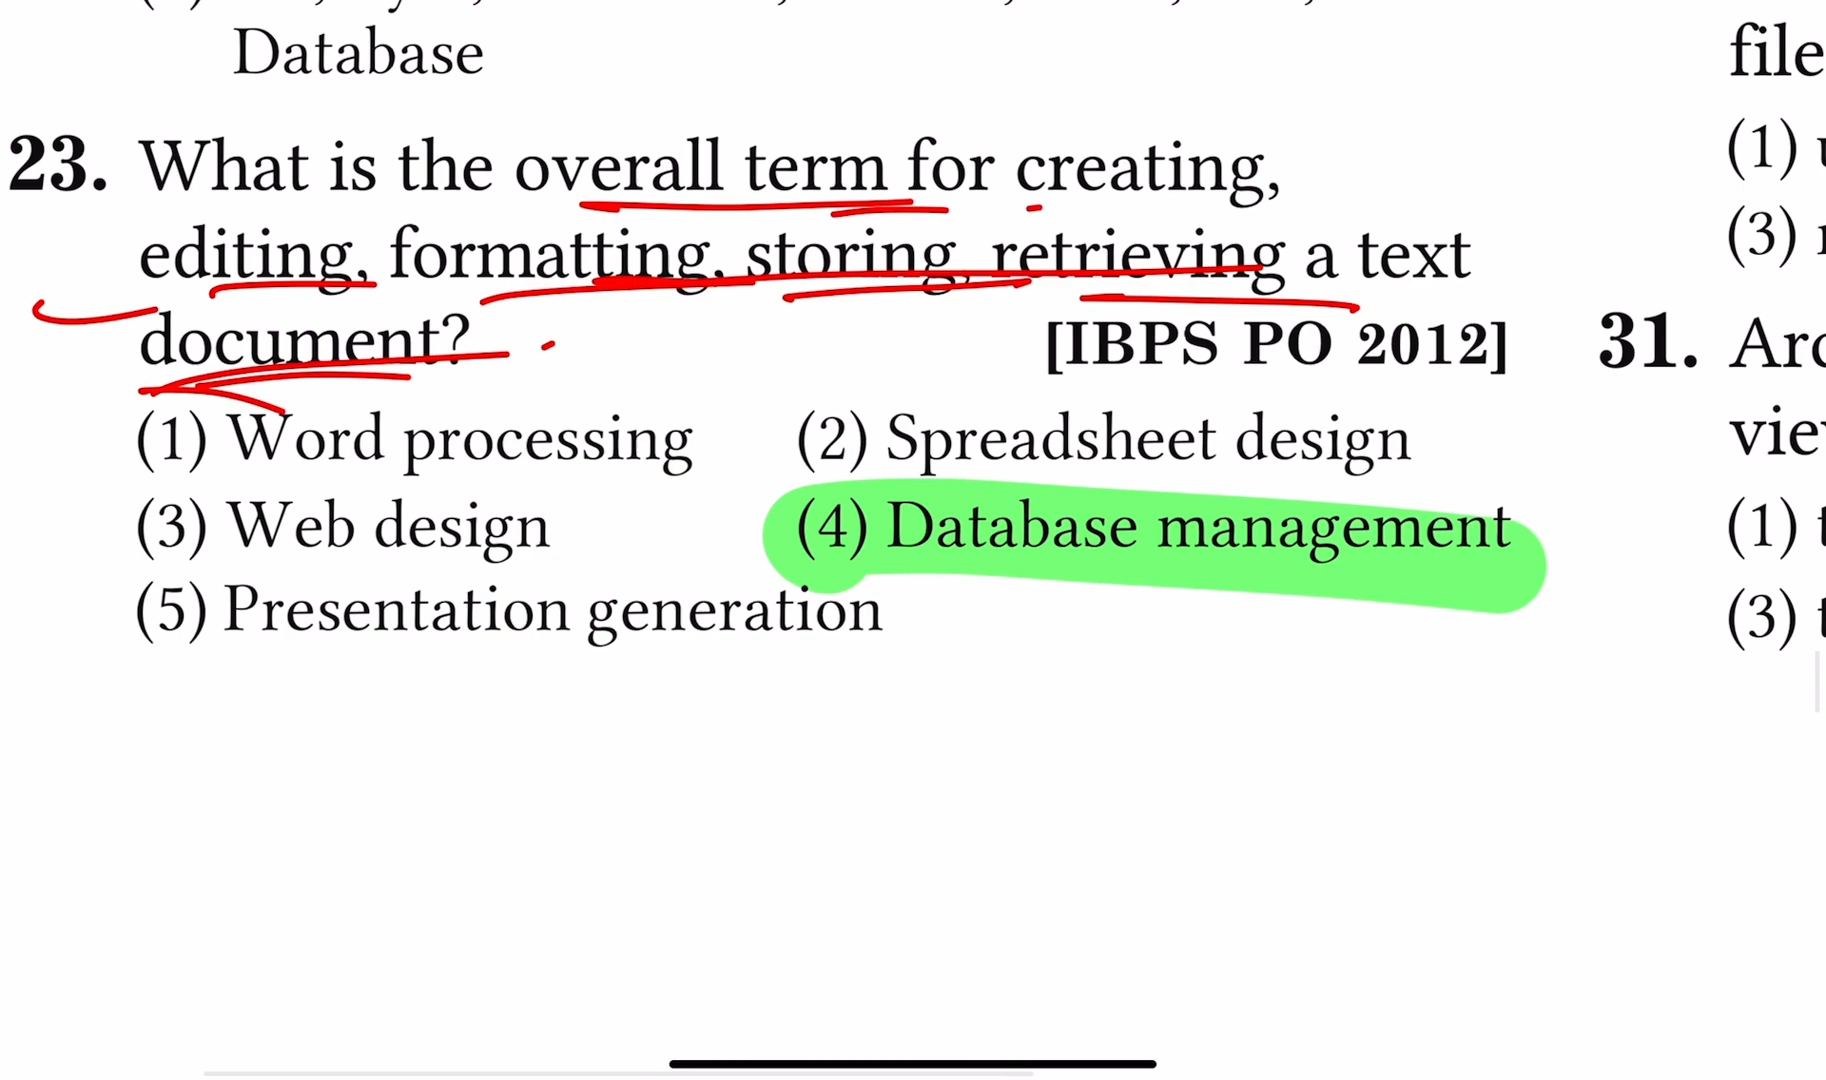 Database
23. What is the overall term for creating,
editing, formatting, storing, retrieving a text
document? [IBPS PO 2012]
(1) Word processing (2) Spreadsheet design
(3) Web design (4) Database management
(5) Presentation generation
file
(1)
(3)
31.
(1)
(3)